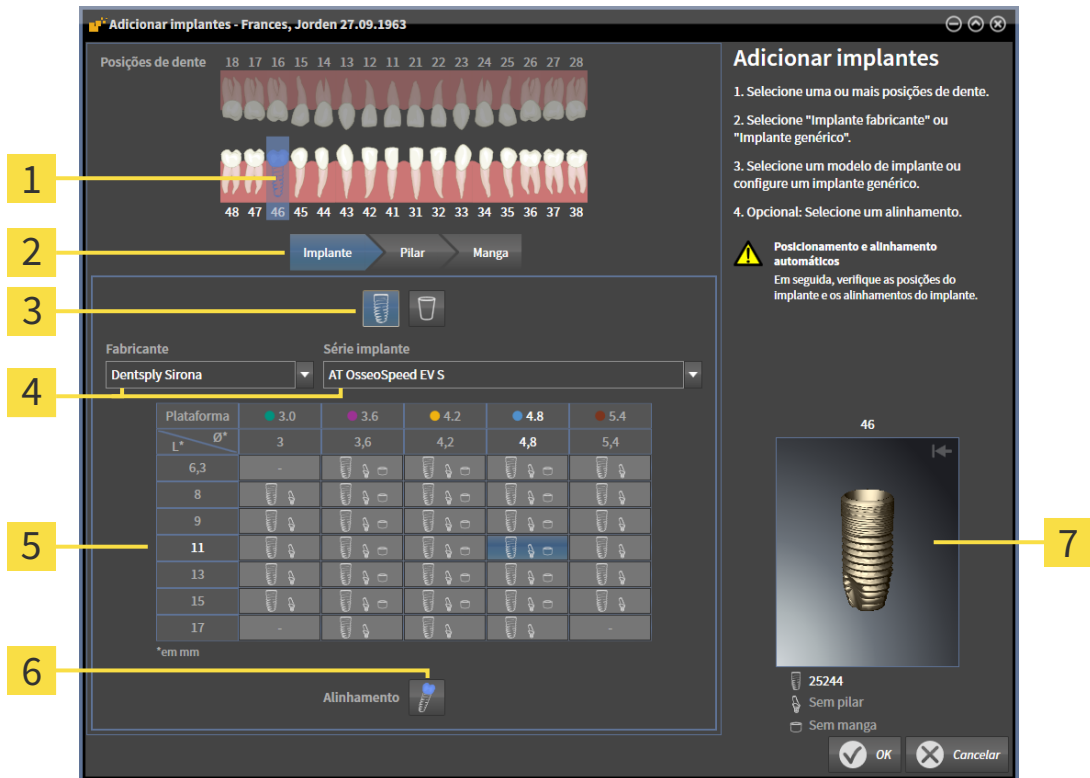 Adicionar implantes - Frances, Jorden 27.09.1963
Posições de dente 18 17 16 15 14 13 12 11 21 22 23 24 25 26 27 28
1
48 47 46 45 44 43 42 41 31 32 33 34 35 36 37 38
2
Implante Pilar Manga
3
Fabricante Série implante
4
Dentsply Sirona AT OsseoSpeed EV S
Plataforma 3.0 3.6 4.2 4.8 5.4
L* Ø* 3 3,6 4,2 4,8 5,4
6,3 -
8
9
5
11
13
15
17 - -
*em mm
6
Alinhamento
Adicionar implantes
1. Selecione uma ou mais posições de dente.
2. Selecione "Implante fabricante" ou
"Implante genérico".
3. Selecione um modelo de implante ou
configure um implante genérico.
4. Opcional: Selecione um alinhamento.
Posicionamento e alinhamento
automáticos
Em seguida, verifique as posições do
implante e os alinhamentos do implante.
46
7
25244
Sem pilar
Sem manga
OK Cancelar